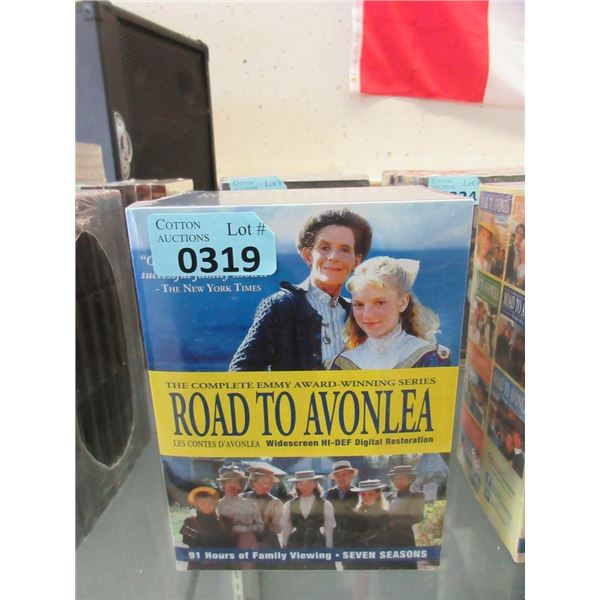 COTTON AUCTIONS Lot #
0319
- THE NEW YORK TIMES
THE COMPLETE EMMY AWARD-WINNING SERIES
ROAD TO AVONLEA
LES CONTES D'AVONLEA Widescreen HI-DEF Digital Restoration
91 Hours of Family Viewing • SEVEN SEASONS